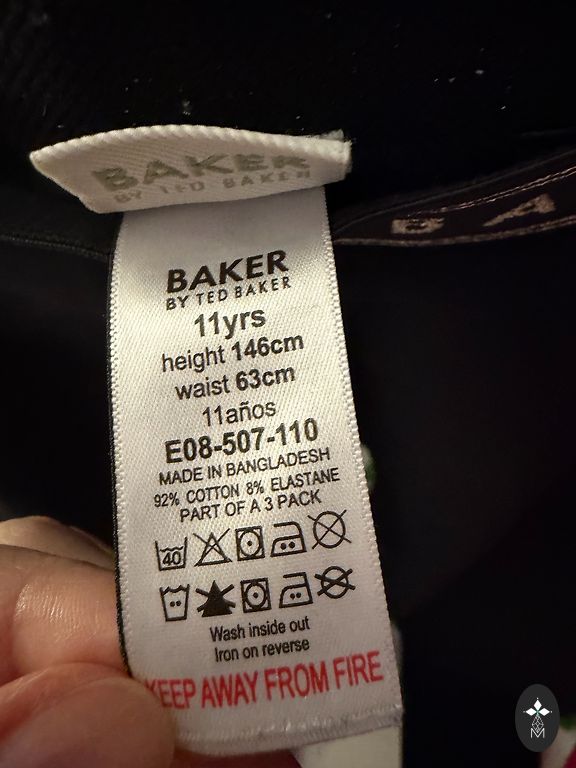 BAKER
BY TED BAKER
B A
BAKER
BY TED BAKER
11yrs
height 146cm
waist 63cm
11años
E08-507-110
MADE IN BANGLADESH
92% COTTON 8% ELASTANE
PART OF A 3 PACK
40
Wash inside out
Iron on reverse
KEEP AWAY FROM FIRE
M